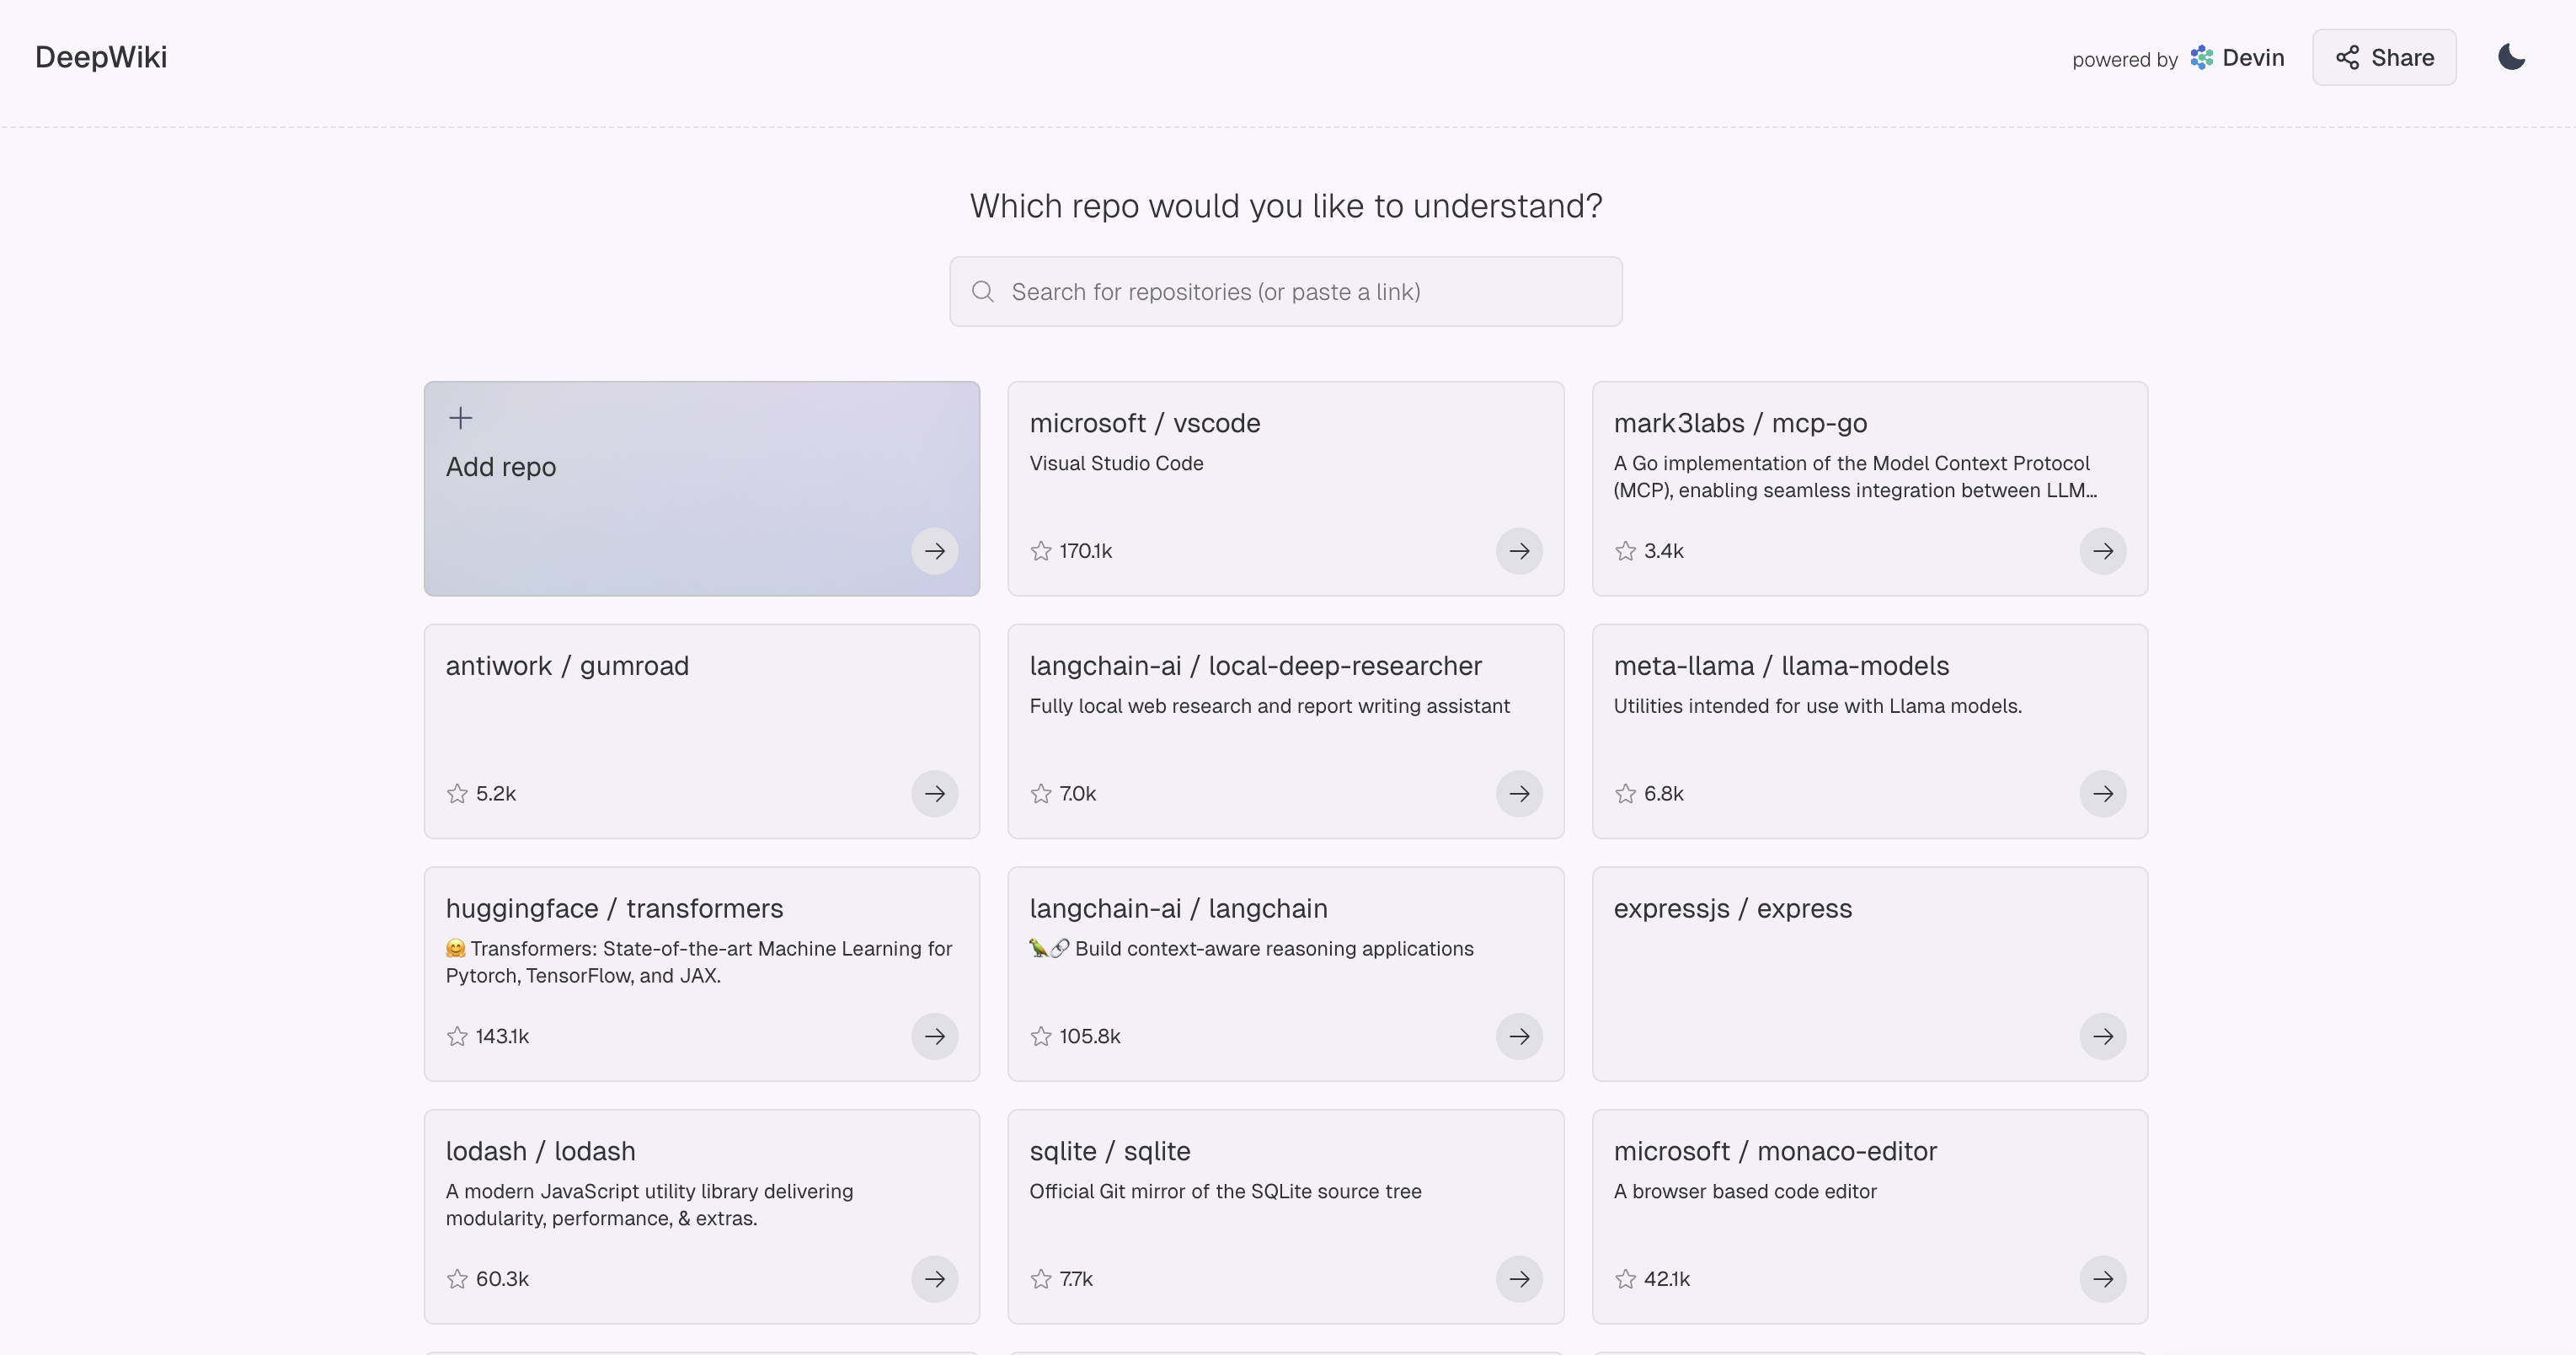 DeepWiki
powered by Devin
Share
Which repo would you like to understand?
Search for repositories (or paste a link)
Add repo
microsoft / vscode
Visual Studio Code
170.1k
mark3labs / mcp-go
A Go implementation of the Model Context Protocol
(MCP), enabling seamless integration between LLM...
3.4k
antiwork / gumroad
5.2k
langchain-ai / local-deep-researcher
Fully local web research and report writing assistant
7.0k
meta-llama / llama-models
Utilities intended for use with Llama models.
6.8k
huggingface / transformers
🤗 Transformers: State-of-the-art Machine Learning for
Pytorch, TensorFlow, and JAX.
143.1k
langchain-ai / langchain
🦜🔗 Build context-aware reasoning applications
105.8k
expressjs / express
lodash / lodash
A modern JavaScript utility library delivering
modularity, performance, & extras.
60.3k
sqlite / sqlite
Official Git mirror of the SQLite source tree
7.7k
microsoft / monaco-editor
A browser based code editor
42.1k